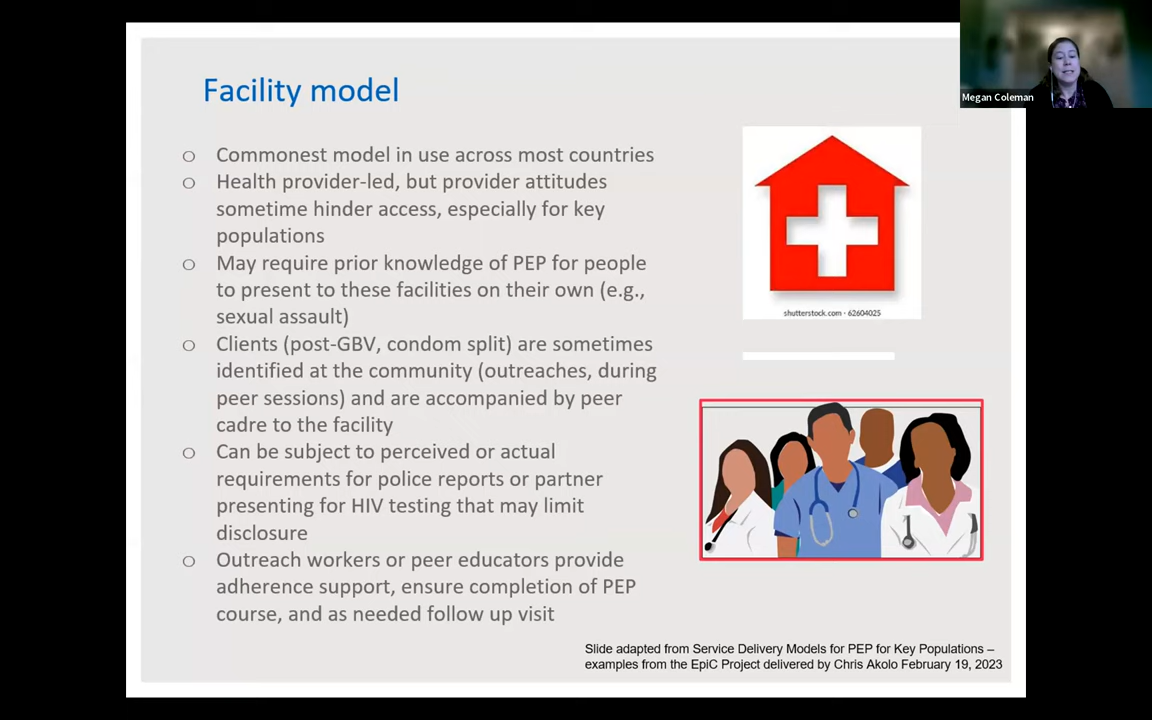 Megan Coleman
Facility model
o Commonest model in use across most countries
o Health provider-led, but provider attitudes
sometime hinder access, especially for key
populations
o May require prior knowledge of PEP for people
to present to these facilities on their own (e.g.,
sexual assault)
o Clients (post-GBV, condom split) are sometimes
identified at the community (outreaches, during
peer sessions) and are accompanied by peer
cadre to the facility
o Can be subject to perceived or actual
requirements for police reports or partner
presenting for HIV testing that may limit
disclosure
o Outreach workers or peer educators provide
adherence support, ensure completion of PEP
course, and as needed follow up visit
shutterstock.com - 62604025
Slide adapted from Service Delivery Models for PEP for Key Populations –
examples from the EpiC Project delivered by Chris Akolo February 19, 2023